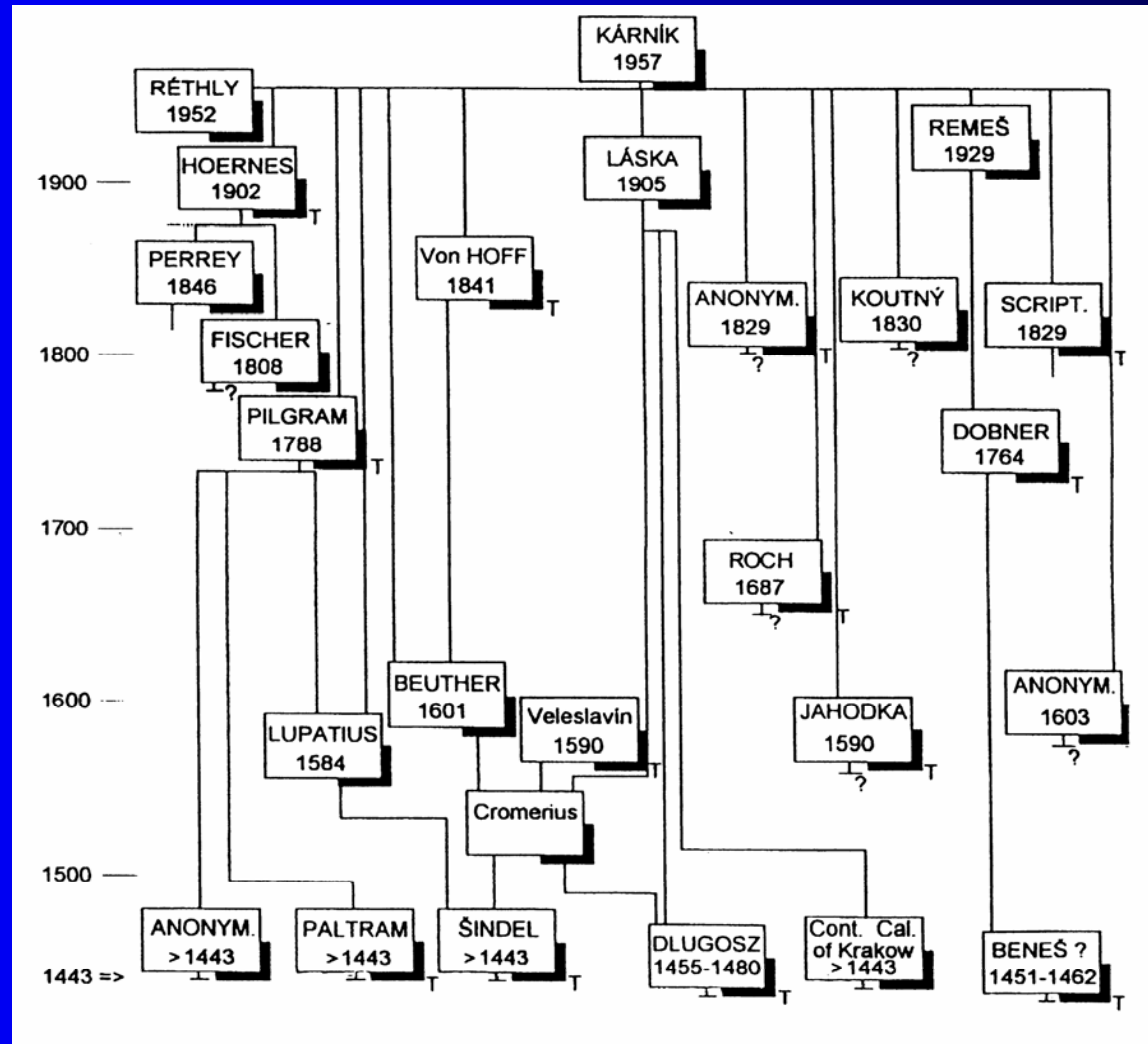 KÁRNÍK
1957
RÉTHLY
1952
REMEŠ
1929
HOERNES
1902
T
LÁSKA
1905
1900
PERREY
1846
Von HOFF
1841
T
ANONYM.
1829
?
T
KOUTNÝ
1830
?
SCRIPT.
1829
T
FISCHER
1808
?
1800
PILGRAM
1788
T
DOBNER
1764
T
1700
ROCH
1687
?
T
1600
BEUTHER
1601
Veleslavín
1590
T
JAHODKA
1590
?
T
ANONYM.
1603
?
LUPATIUS
1584
Cromerius
1500
ANONYM.
>1443
PALTRAM
>1443
T
ŠINDEL
>1443
T
DLUGOSZ
1455-1480
T
Cont. Cal.
of Krakow
>1443
BENEŠ ?
1451-1462
T
1443 =>